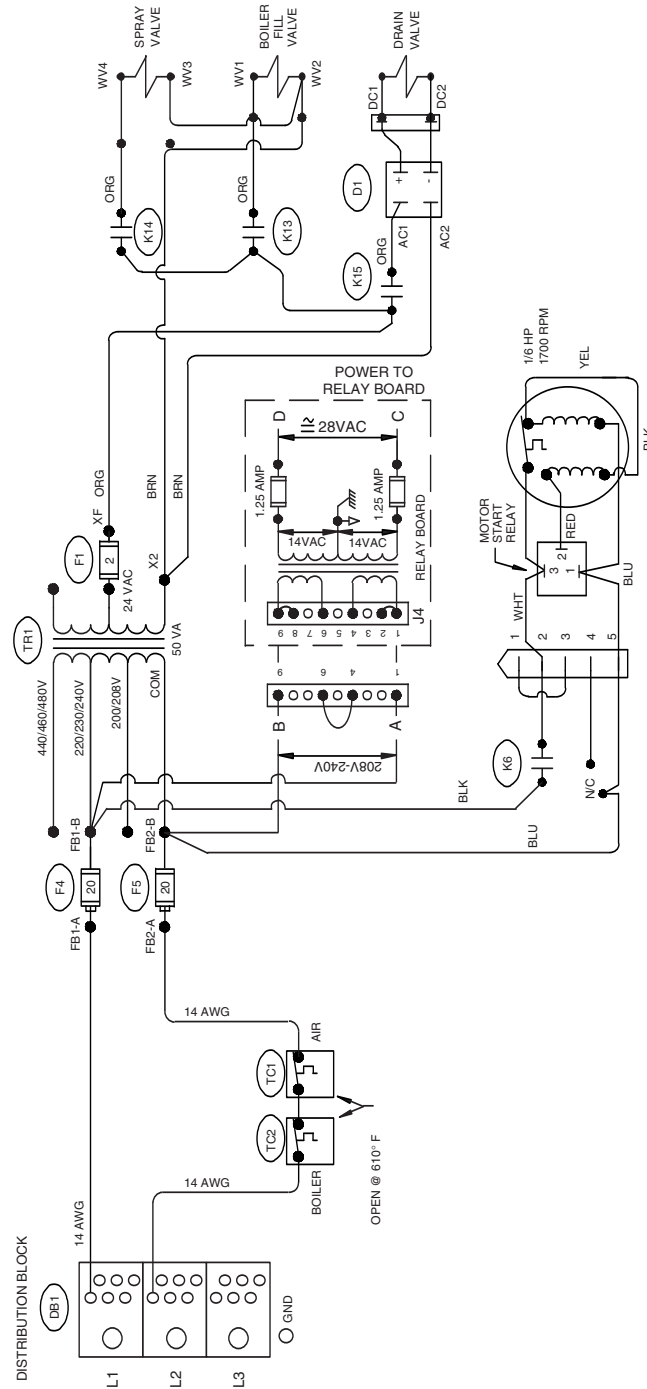 DISTRIBUTION BLOCK
DB1
L1
L2
L3
GND
14 AWG
14 AWG
BOILER
TC2
TC1
AIR
OPEN @ 610° F
14 AWG
FB1-A
FB2-A
F4
20
F5
20
FB1-B
FB2-B
440/460/480V
220/230/240V
200/208V
COM
TR1
50 VA
24 VAC
X2
F1
2
XF
ORG
BRN
BRN
K14
ORG
K13
ORG
K15
ORG
AC1
AC2
D1
+
-
DC1
DC2
WV4
WV3
SPRAY
VALVE
WV1
WV2
BOILER
FILL
VALVE
DRAIN
VALVE
POWER TO
RELAY BOARD
208V-240V
B
A
9
6
4
1
9
8
7
6
5
4
3
2
1
J4
14VAC
14VAC
RELAY BOARD
1.25 AMP
1.25 AMP
D
C
≅ 28VAC
BLK
BLU
K6
N/C
1
2
3
4
5
WHT
MOTOR
START
RELAY
3
2
1
RED
BLU
1/6 HP
1700 RPM
YEL
BLK